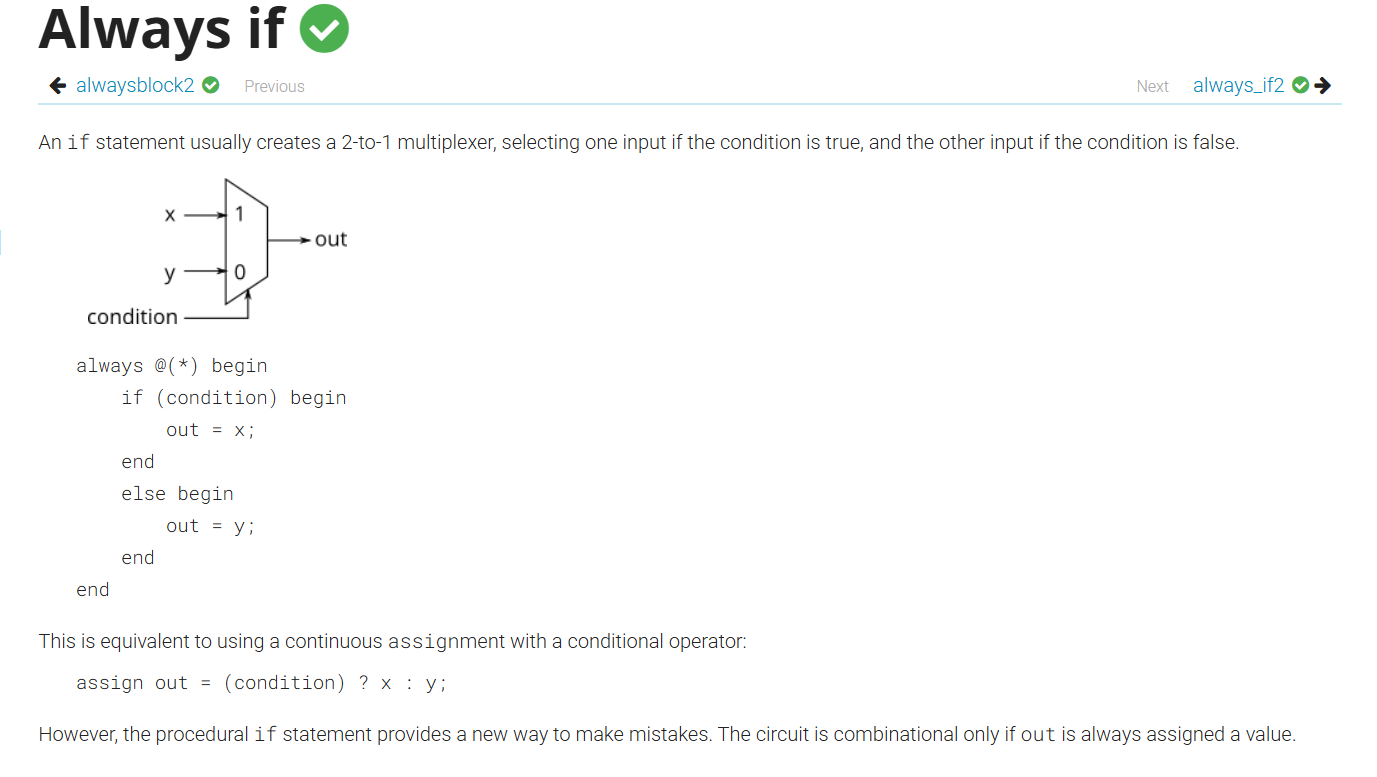 Always if
alwaysblock2 Previous Next always_if2
An if statement usually creates a 2-to-1 multiplexer, selecting one input if the condition is true, and the other input if the condition is false.
x 1
out
y 0
condition
always @(*) begin
    if (condition) begin
        out = x;
    end
    else begin
        out = y;
    end
end
This is equivalent to using a continuous assignment with a conditional operator:
assign out = (condition) ? x : y;
However, the procedural if statement provides a new way to make mistakes. The circuit is combinational only if out is always assigned a value.